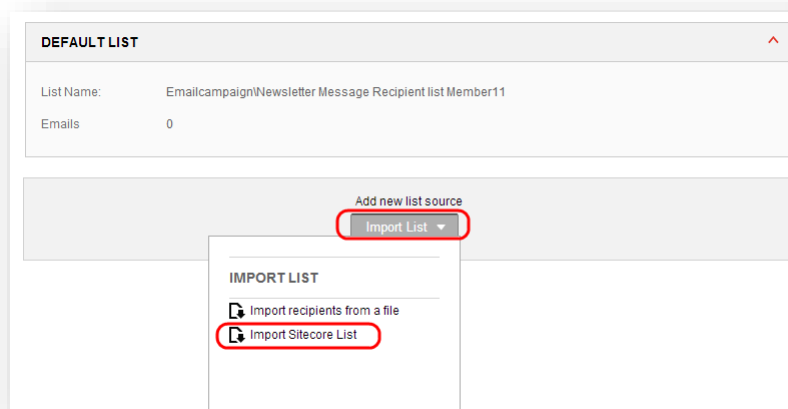 DEFAULT LIST
List Name: Emailcampaign\Newsletter Message Recipient list Member11
Emails 0
Add new list source
Import List
IMPORT LIST
Import recipients from a file
Import Sitecore List